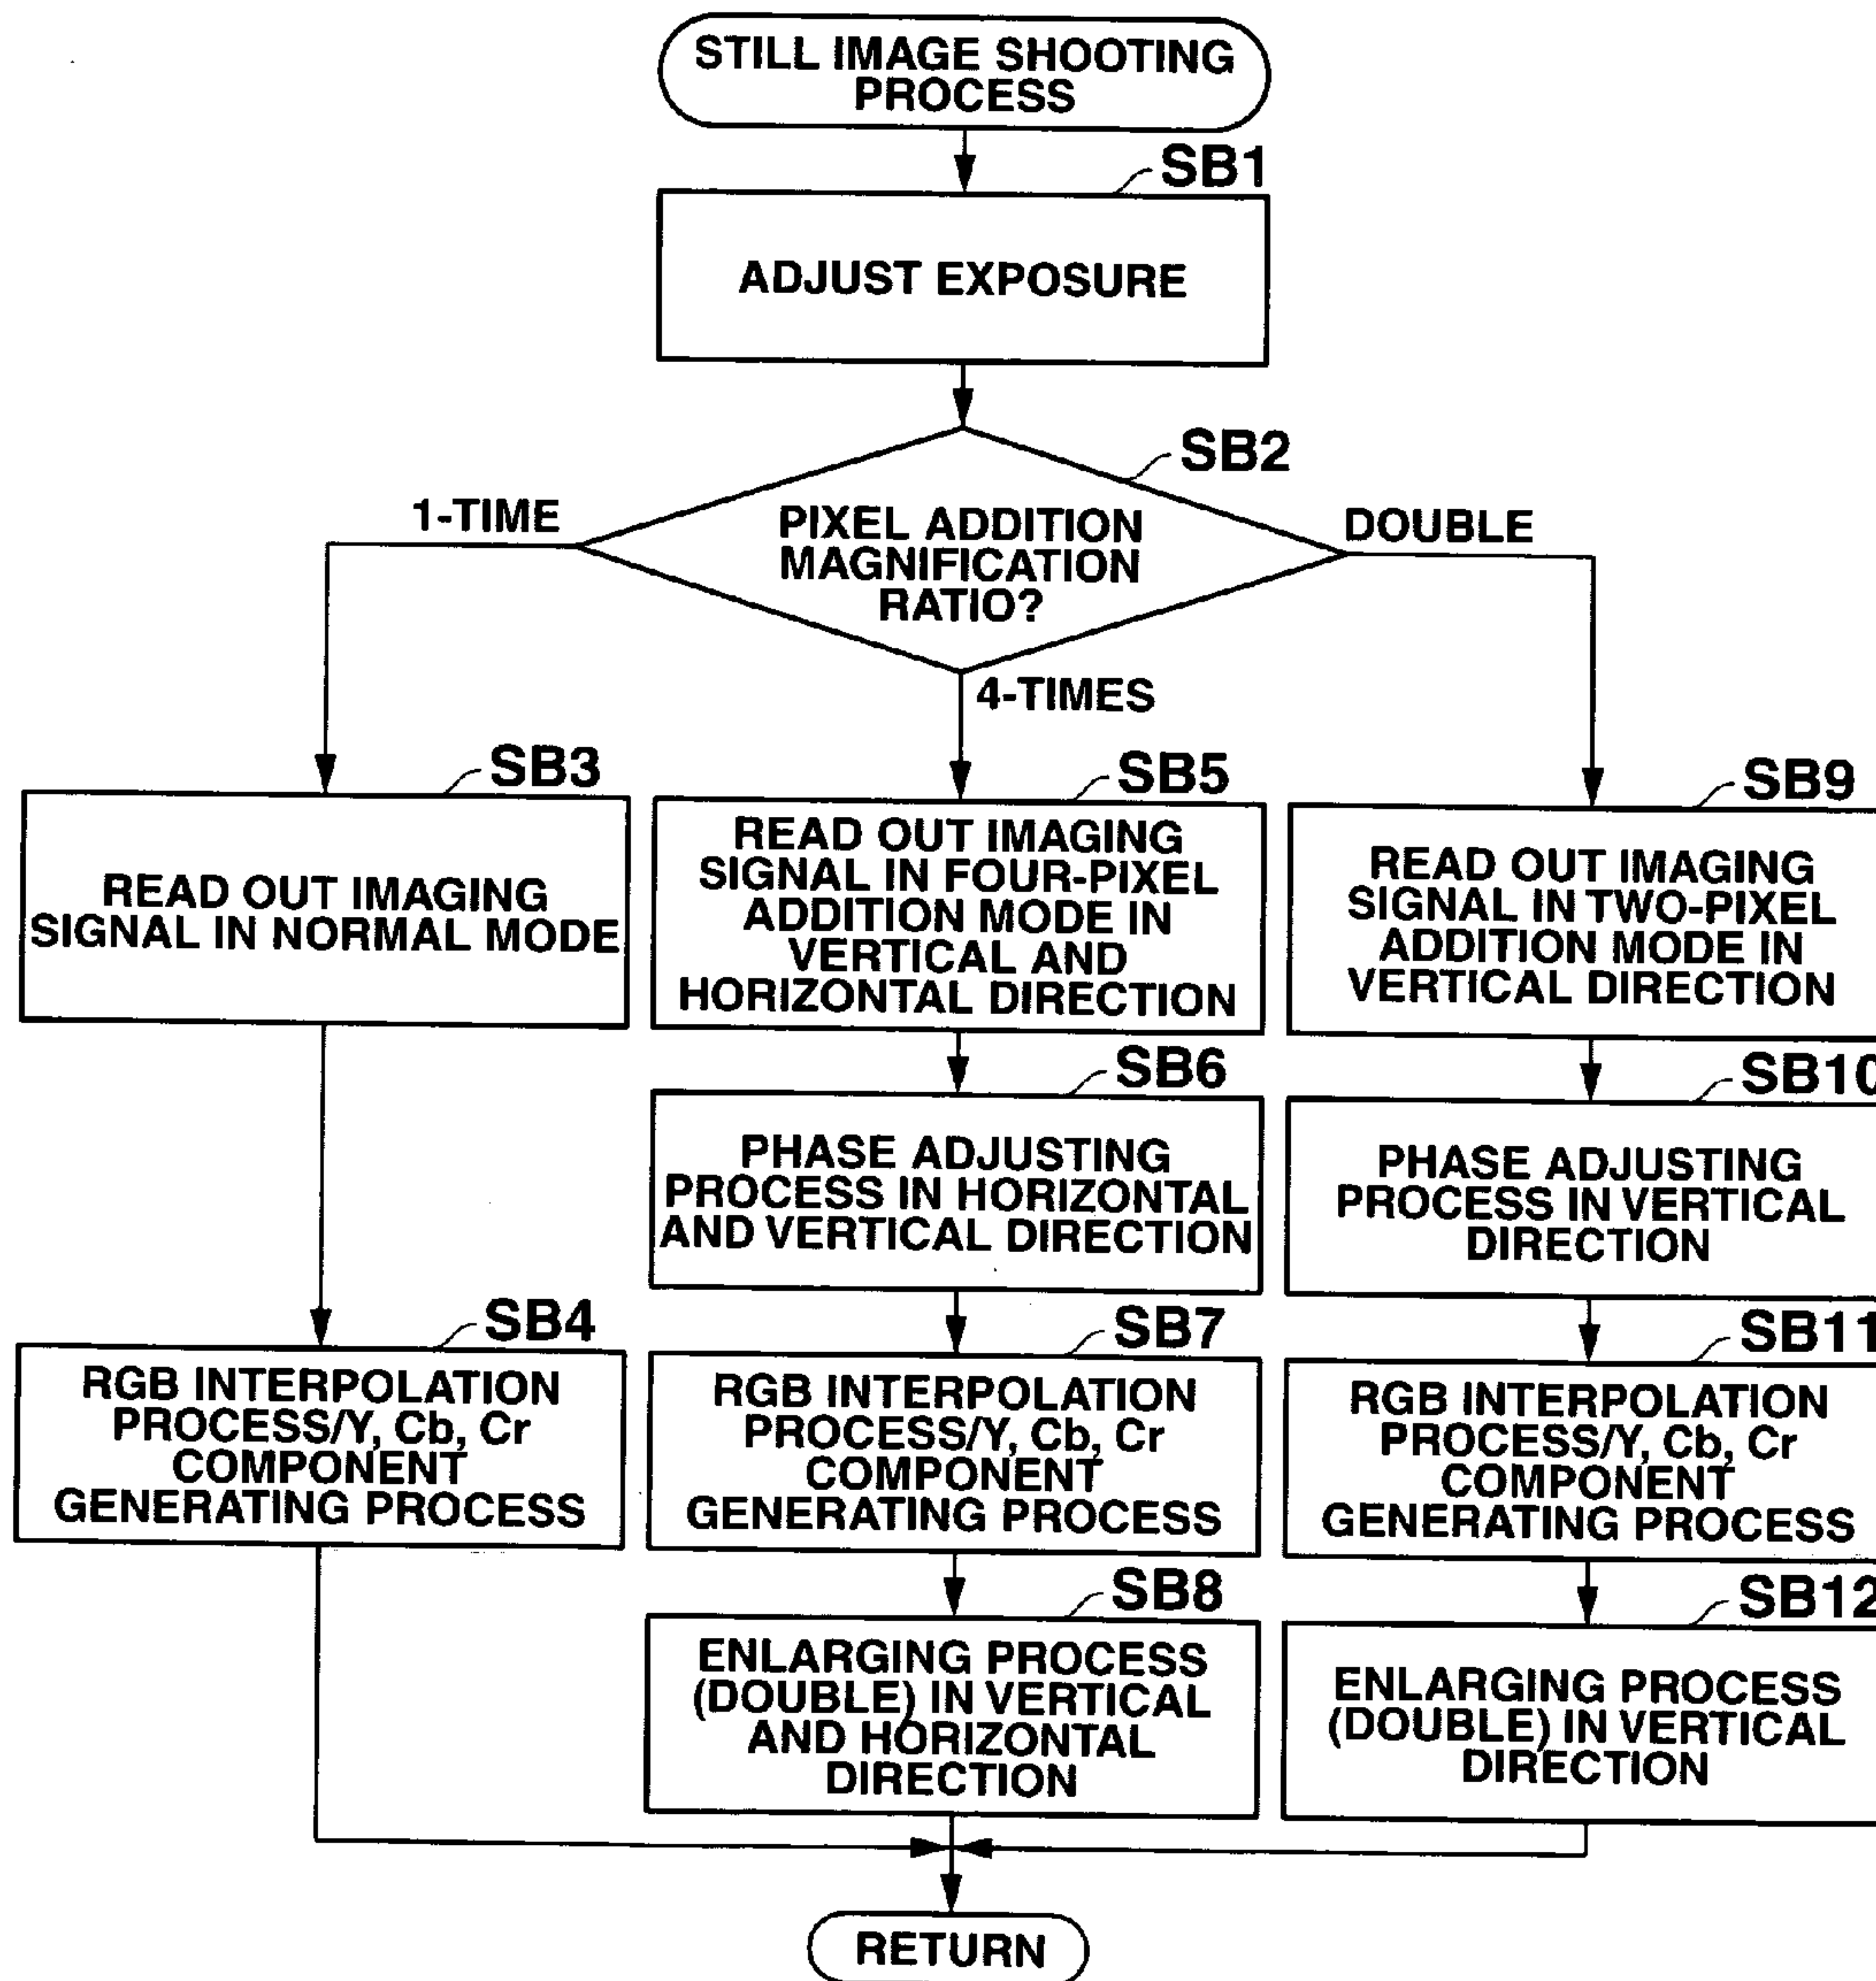 STILL IMAGE SHOOTING
PROCESS
SB1
ADJUST EXPOSURE
SB2
PIXEL ADDITION
MAGNIFICATION
RATIO?
1-TIME
DOUBLE
4-TIMES
SB3
READ OUT IMAGING
SIGNAL IN NORMAL MODE
SB4
RGB INTERPOLATION
PROCESS/Y, Cb, Cr
COMPONENT
GENERATING PROCESS
SB5
READ OUT IMAGING
SIGNAL IN FOUR-PIXEL
ADDITION MODE IN
VERTICAL AND
HORIZONTAL DIRECTION
SB6
PHASE ADJUSTING
PROCESS IN HORIZONTAL
AND VERTICAL DIRECTION
SB7
RGB INTERPOLATION
PROCESS/Y, Cb, Cr
COMPONENT
GENERATING PROCESS
SB8
ENLARGING PROCESS
(DOUBLE) IN VERTICAL
AND HORIZONTAL
DIRECTION
SB9
READ OUT IMAGING
SIGNAL IN TWO-PIXEL
ADDITION MODE IN
VERTICAL DIRECTION
SB10
PHASE ADJUSTING
PROCESS IN VERTICAL
DIRECTION
SB11
RGB INTERPOLATION
PROCESS/Y, Cb, Cr
COMPONENT
GENERATING PROCESS
SB12
ENLARGING PROCESS
(DOUBLE) IN VERTICAL
DIRECTION
RETURN